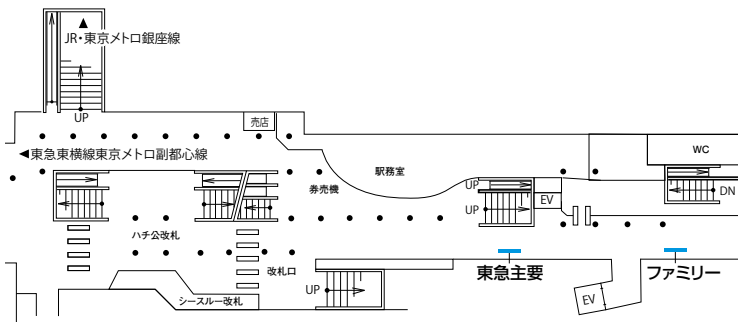 JR・東京メトロ銀座線
UP
売店
東急東横線東京メトロ副都心線
駅務室
WC
券売機
UP
UP
EV
DN
ハチ公改札
改札口
東急主要
ファミリー
シースルー改札
UP
EV